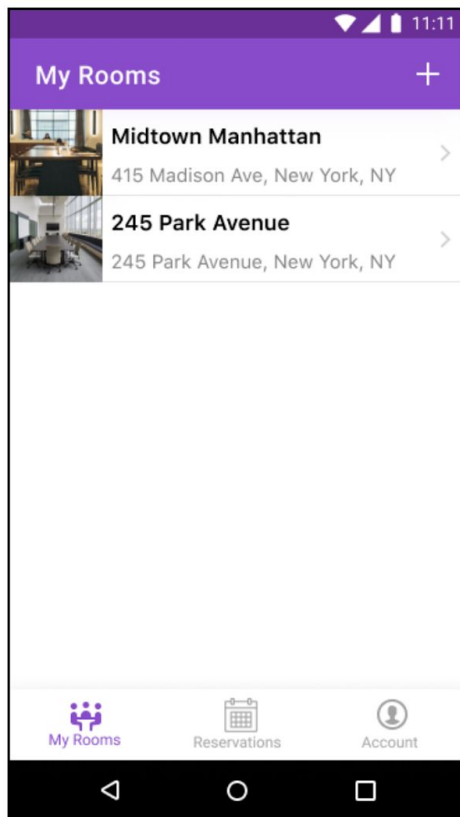 11:11
My Rooms
Midtown Manhattan
415 Madison Ave, New York, NY
245 Park Avenue
245 Park Avenue, New York, NY
My Rooms
Reservations
Account